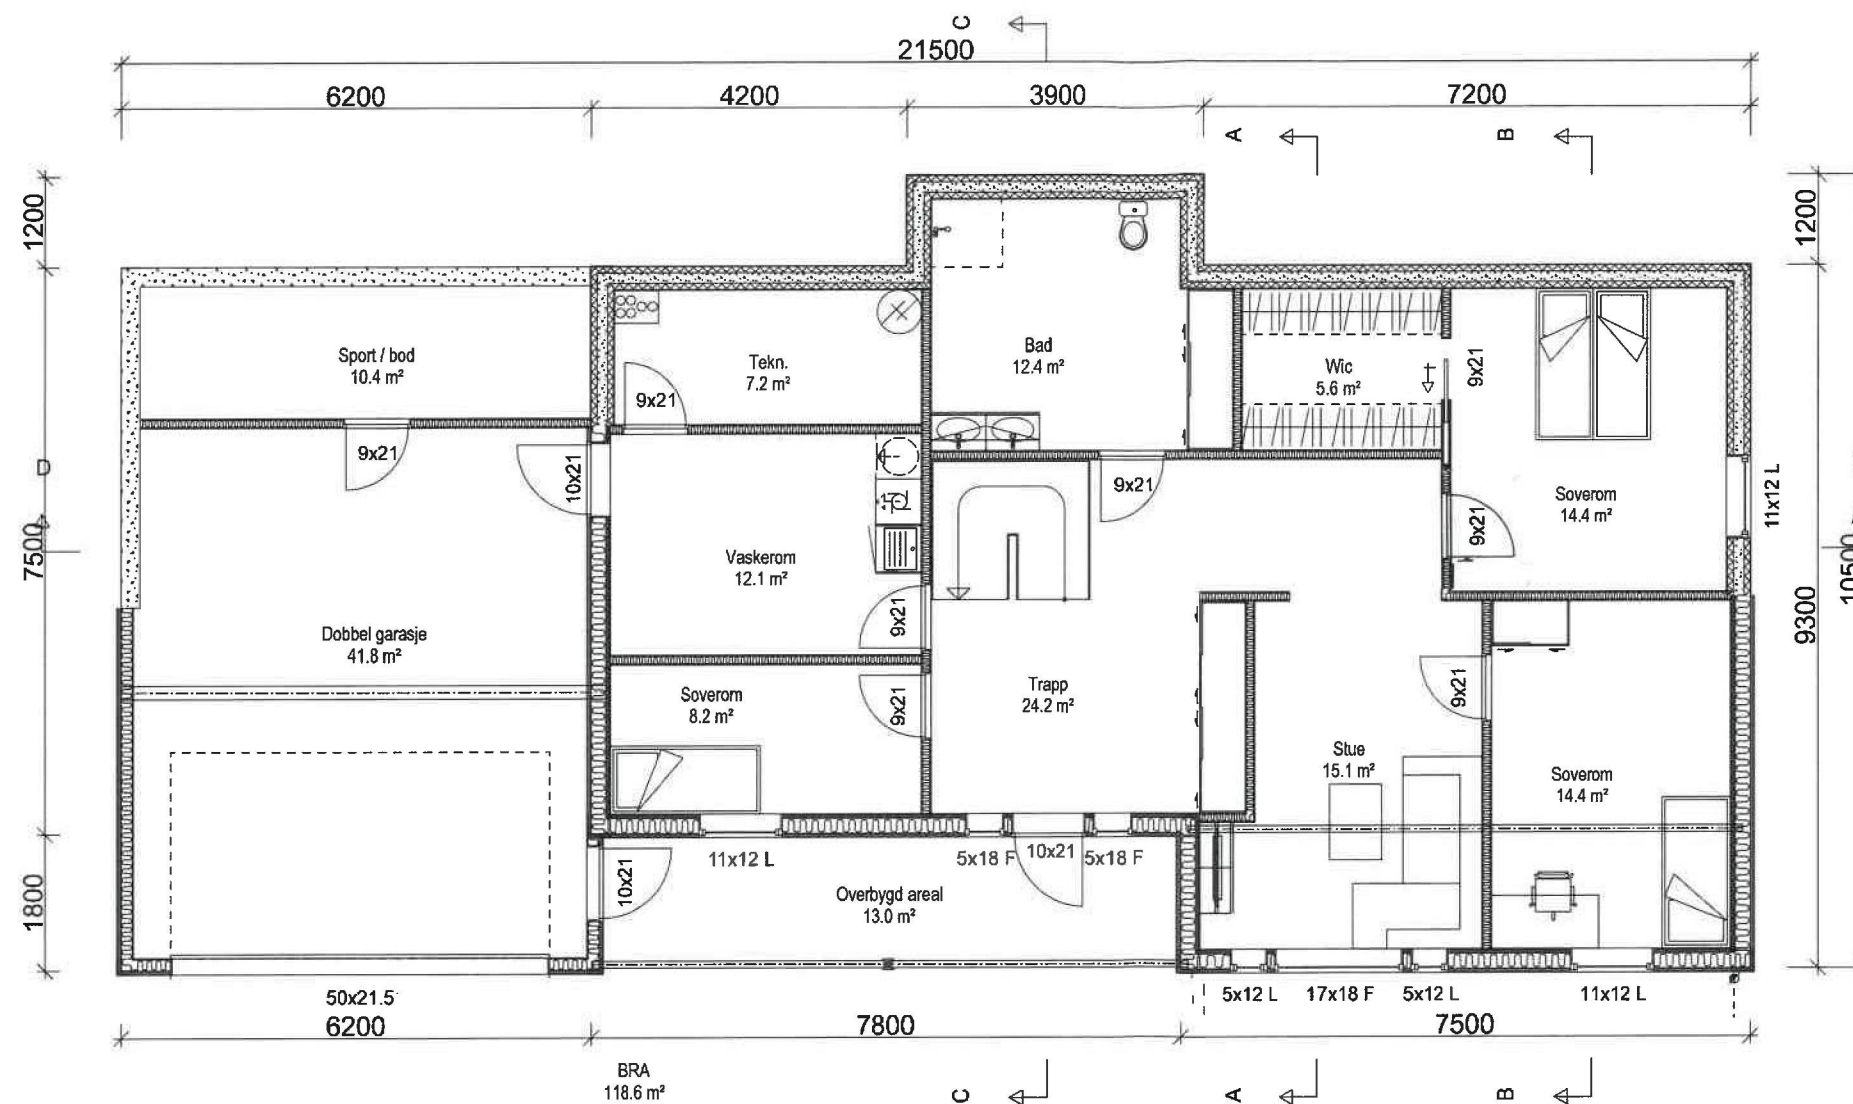 C
21500
6200 4200 3900 7200
A B
1200
1200
Sport / bod
10.4 m²
Tekn.
7.2 m²
Bad
12.4 m²
Wic
5.6 m²
9x21
9x21
9x21
10x21
9x21
Soverom
14.4 m²
9x21
11x12 L
D
7500
Vaskerom
12.1 m²
10500
9300
9x21
Dobbel garasje
41.8 m²
Soverom
8.2 m²
9x21
Trapp
24.2 m²
9x21
Stue
15.1 m²
Soverom
14.4 m²
1800
10x21
11x12 L
5x18 F
10x21
5x18 F
Overbygd areal
13.0 m²
50x21.5
5x12 L
17x18 F
5x12 L
11x12 L
6200 7800 7500
BRA
118.6 m²
C A B